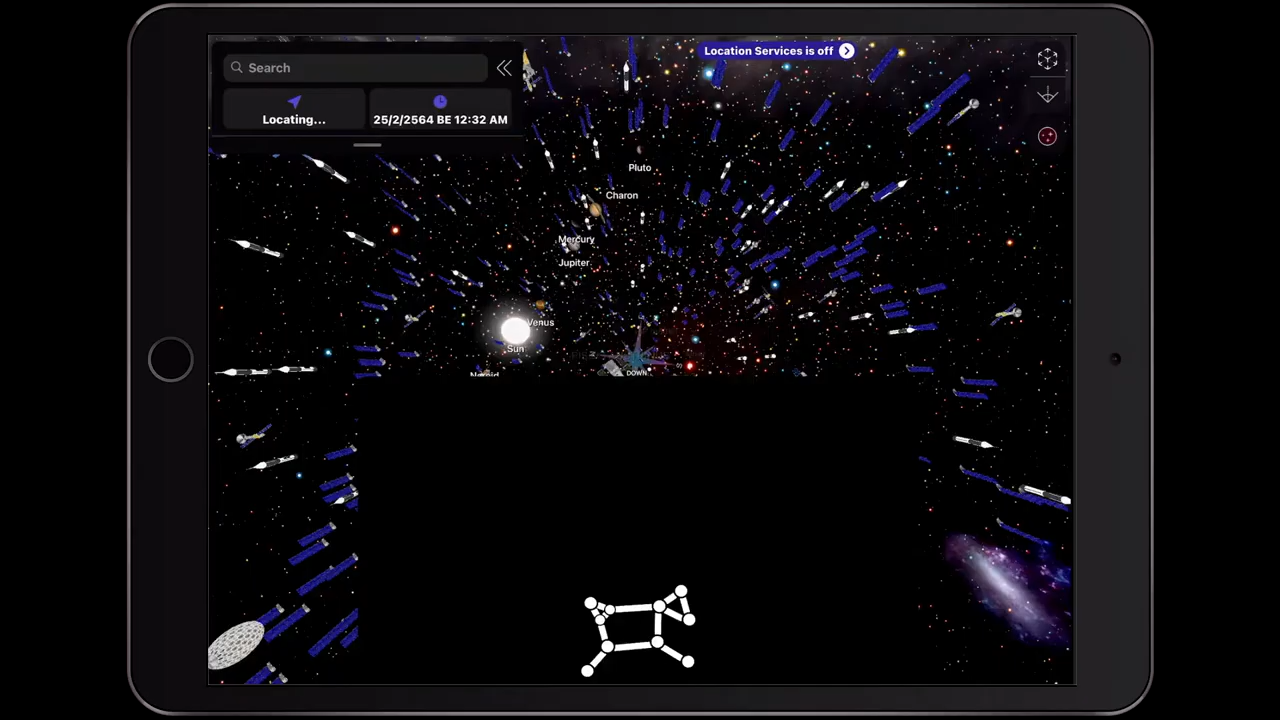 Location Services is off
Search
Locating...
25/2/2564 BE 12:32 AM
Pluto
Charon
Mercury
Jupiter
Venus
Sun
DOWN